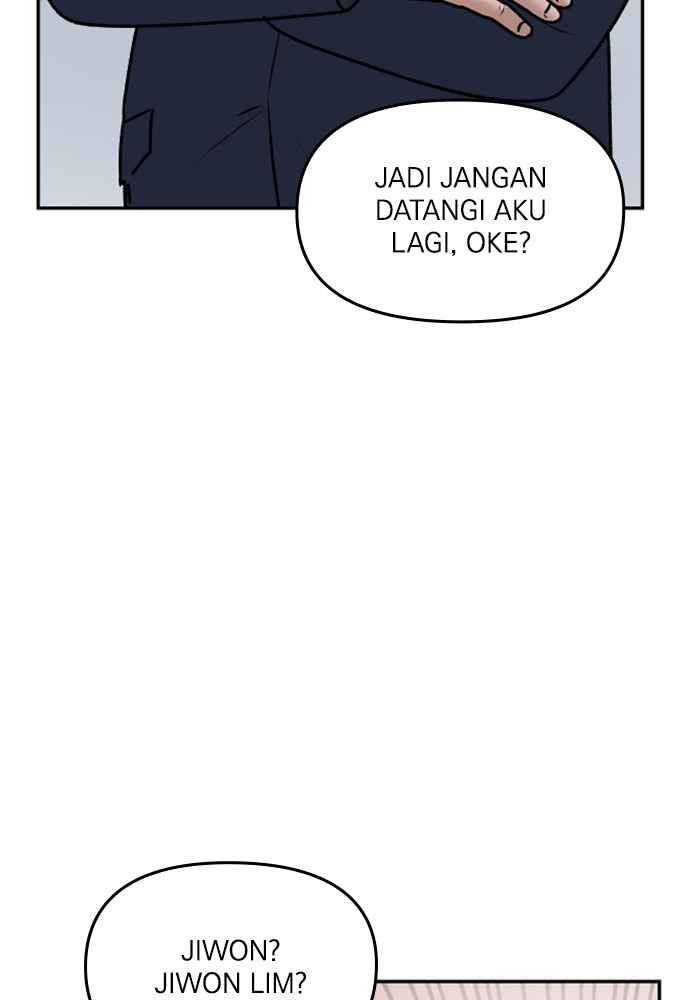 JADI JANGAN
DATANGI AKU
LAGI, OKE?
JIWON?
JIWON LIM?